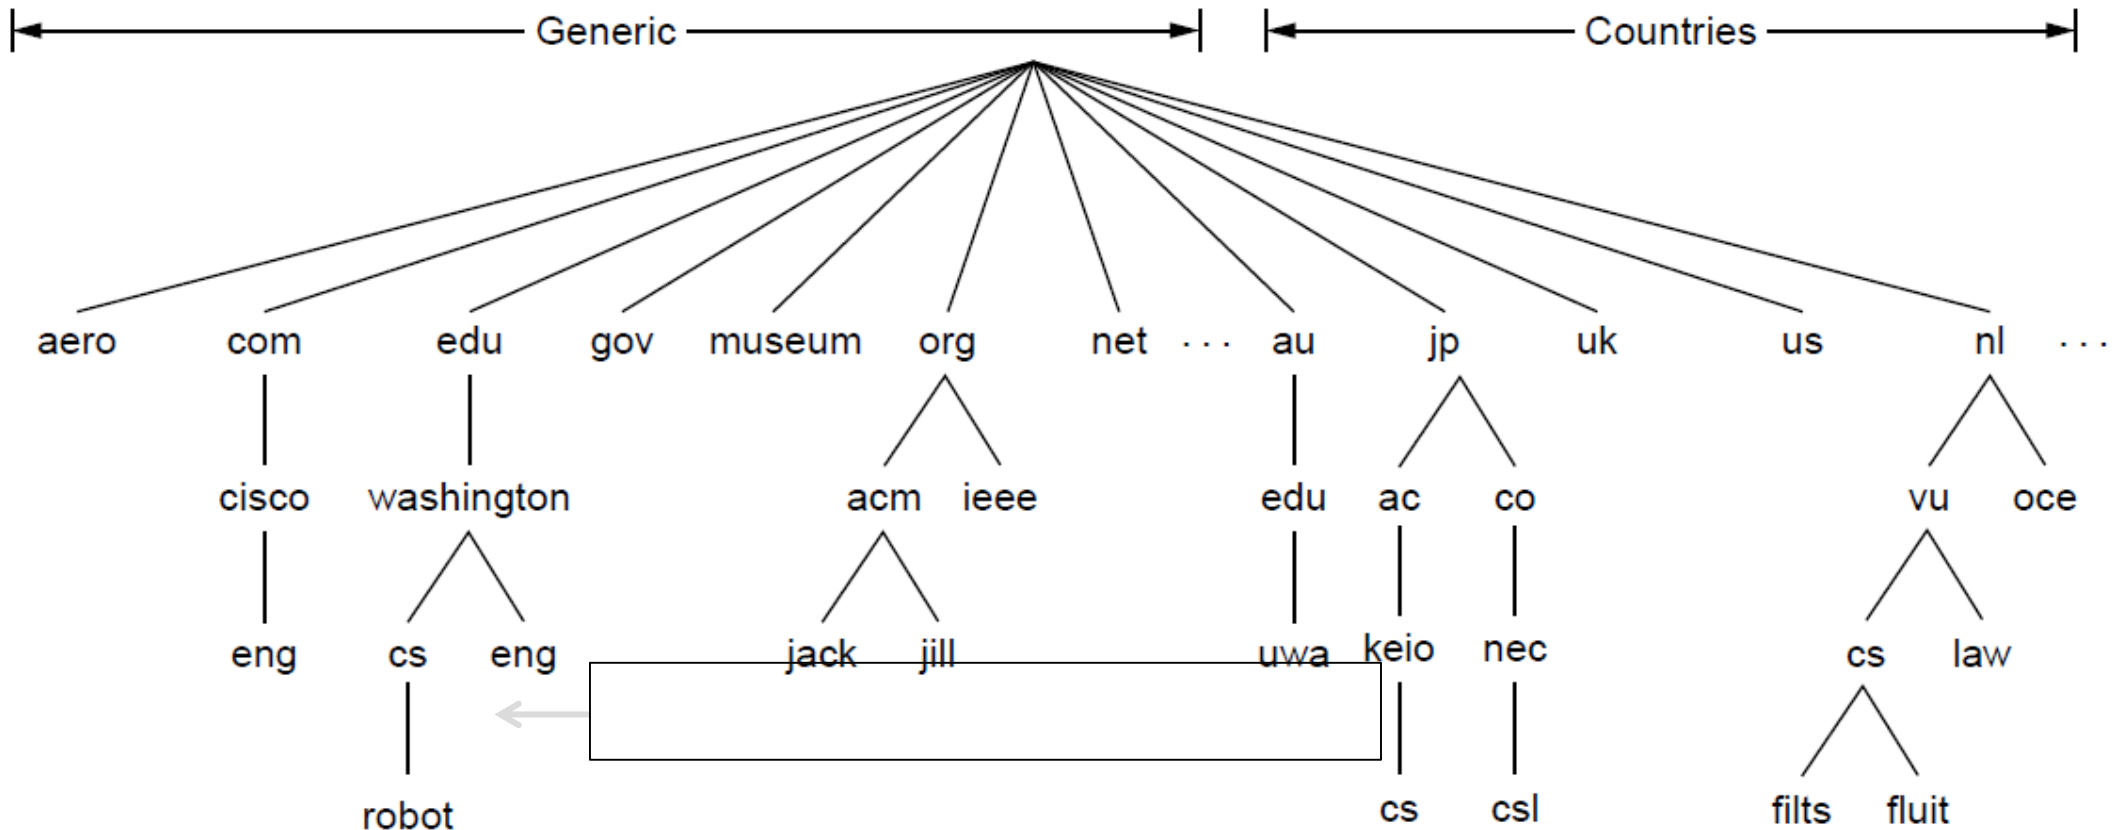 Generic Countries
aero com edu gov museum org net ... au jp uk us nl ...
cisco washington acm ieee edu ac co vu oce
eng cs eng jack jill uwa keio nec cs law
robot cs csl filts fluit